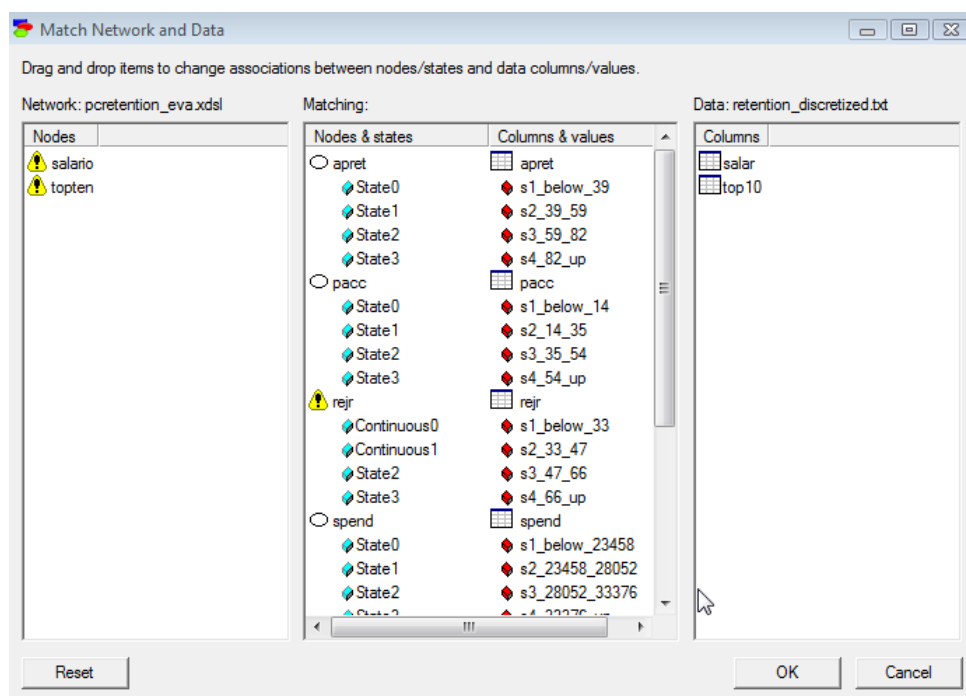 Match Network and Data
Drag and drop items to change associations between nodes/states and data columns/values.
Network: pcretention_eva.xdsl Matching: Data: retention_discretized.txt
Nodes Nodes & states Columns & values Columns
salario apret apret salar
topten State0 s1_below_39 top10
State1 s2_39_59
State2 s3_59_82
State3 s4_82_up
pacc pacc
State0 s1_below_14
State1 s2_14_35
State2 s3_35_54
State3 s4_54_up
rejr rejr
Continuous0 s1_below_33
Continuous1 s2_33_47
State2 s3_47_66
State3 s4_66_up
spend spend
State0 s1_below_23458
State1 s2_23458_28052
State2 s3_28052_33376
Reset OK Cancel